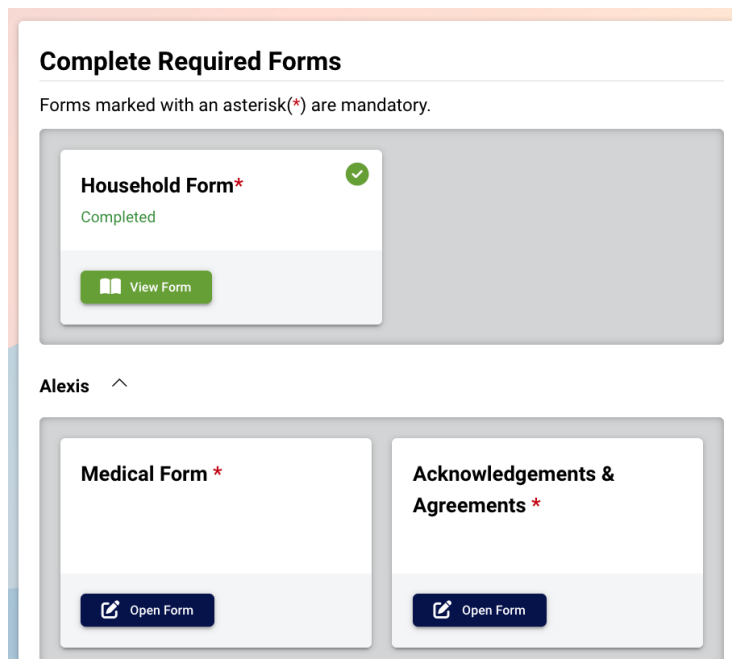 Complete Required Forms
Forms marked with an asterisk(*) are mandatory.
Household Form*
Completed
View Form
Alexis
Medical Form *
Acknowledgements &
Agreements *
Open Form
Open Form